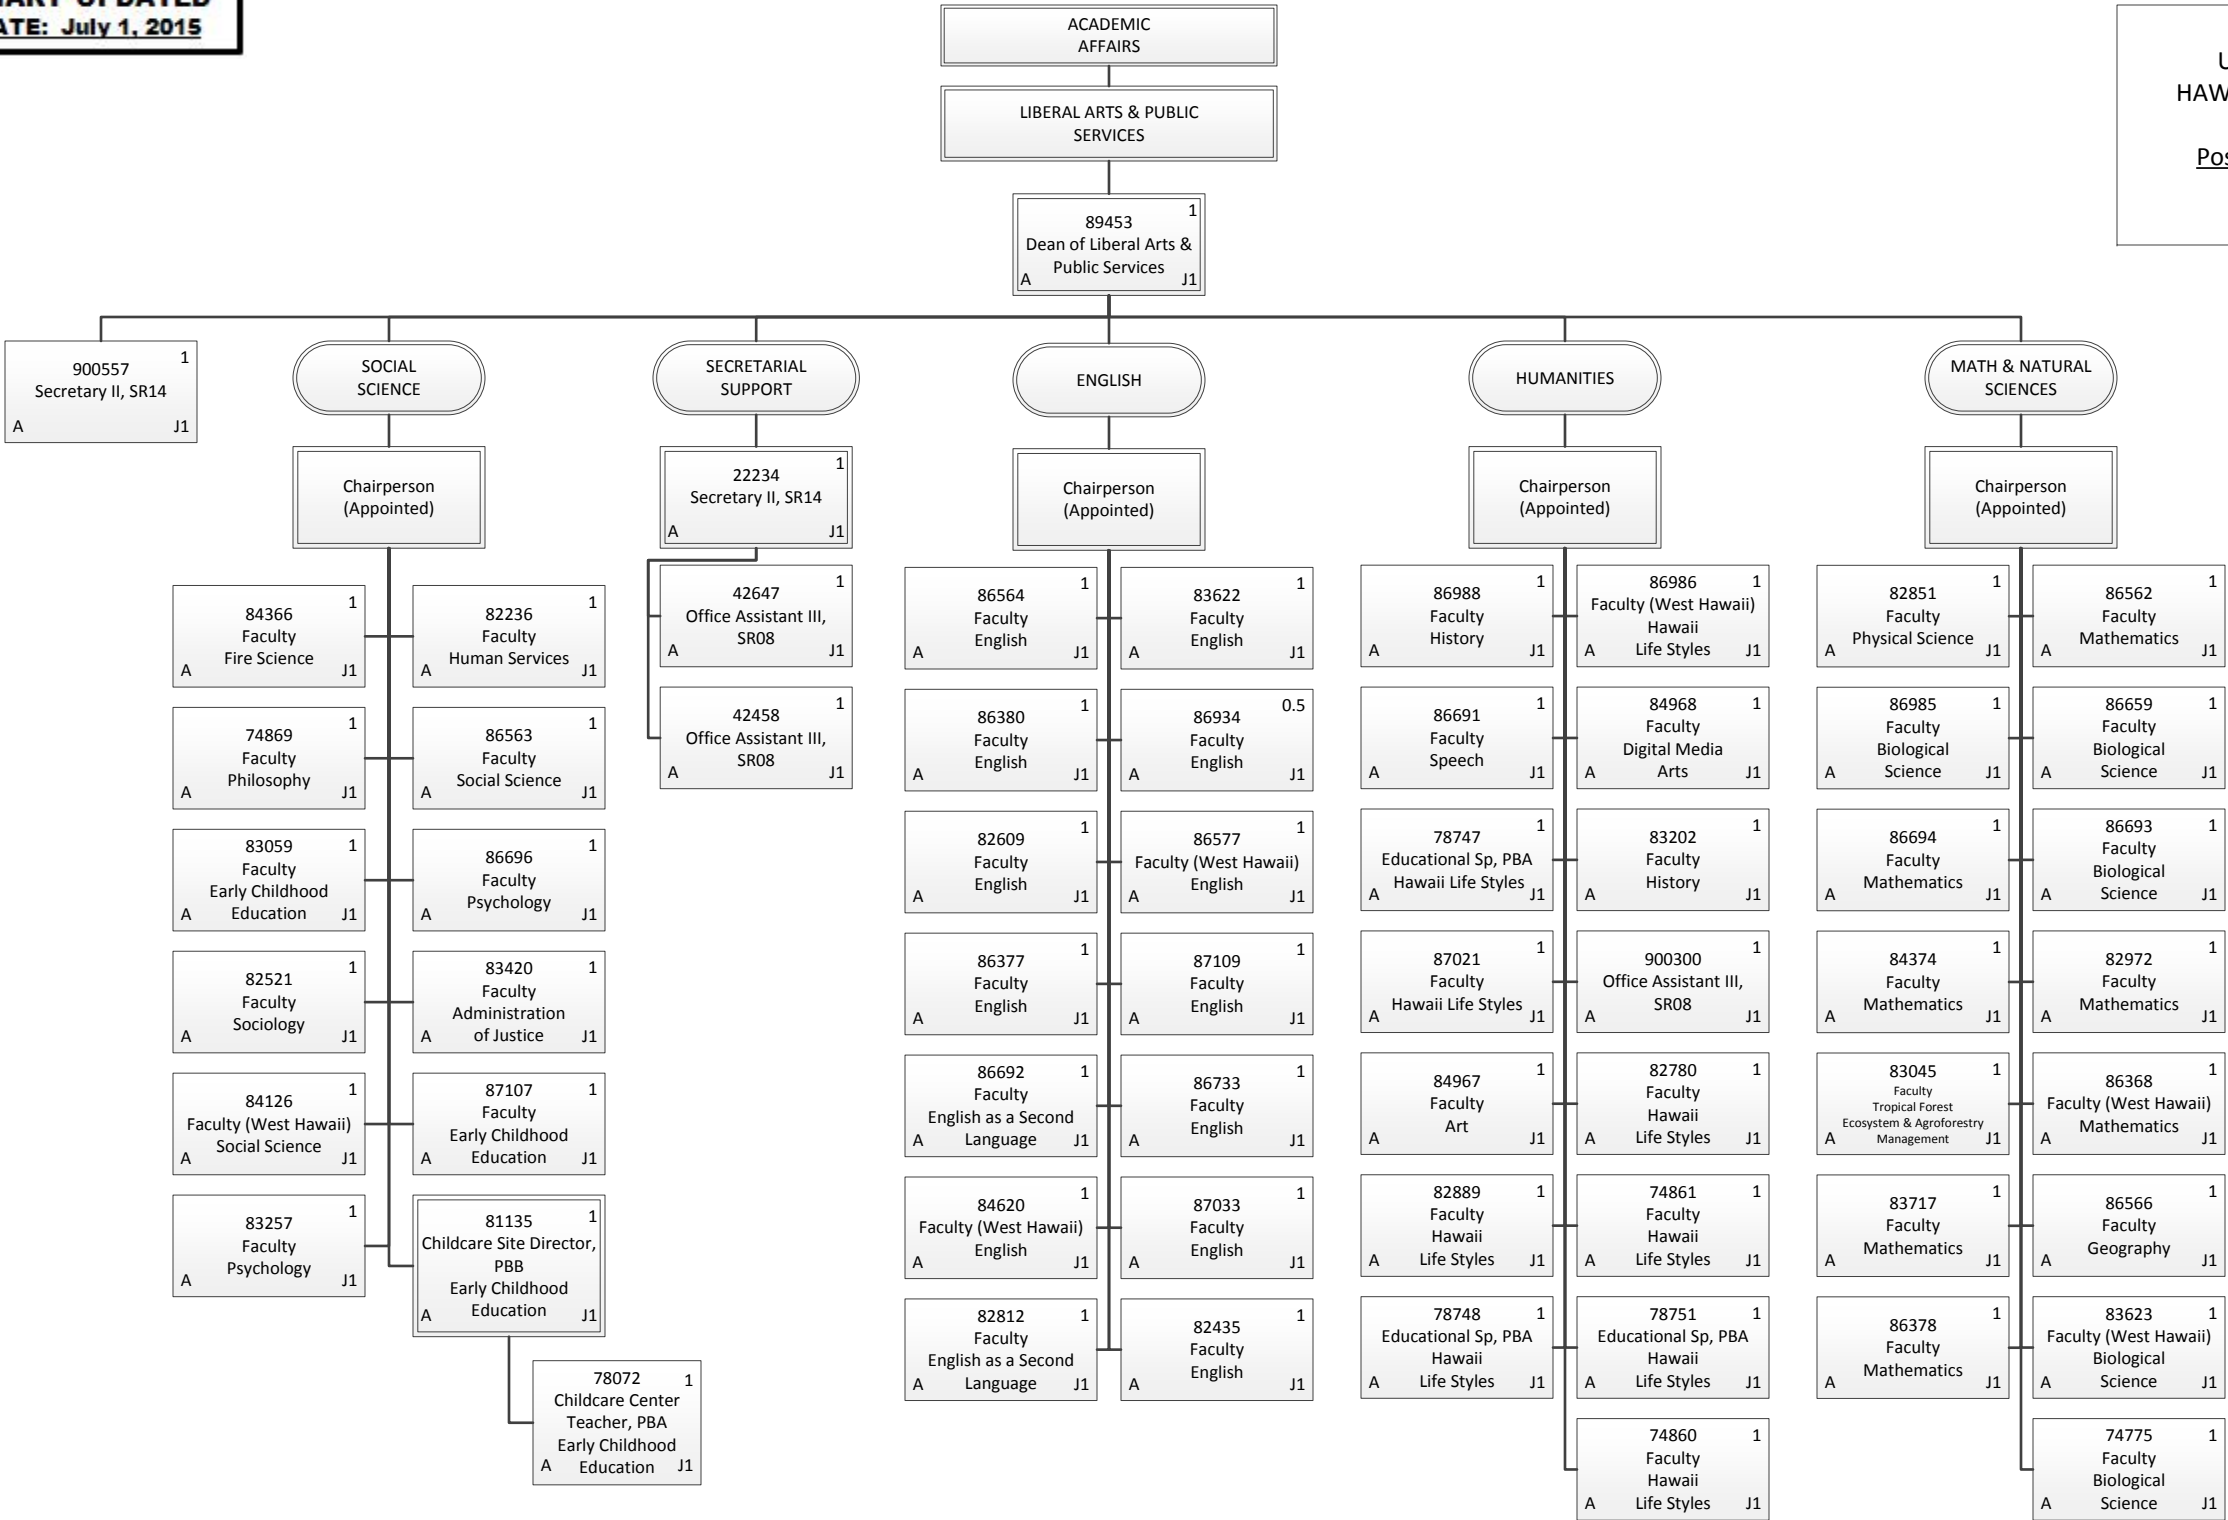 DATE: July 1, 2015
ACADEMIC
AFFAIRS
LIBERAL ARTS & PUBLIC
SERVICES
1
89453
Dean of Liberal Arts &
Public Services
A J1
900557 1
Secretary II, SR14
A J1
SOCIAL
SCIENCE
SECRETARIAL
SUPPORT
ENGLISH
HUMANITIES
MATH & NATURAL
SCIENCES
Chairperson
(Appointed)
84366 1
Faculty
Fire Science
A J1
82236 1
Faculty
Human Services
A J1
74869 1
Faculty
Philosophy
A J1
86563 1
Faculty
Social Science
A J1
83059 1
Faculty
Early Childhood
Education
A J1
86696 1
Faculty
Psychology
A J1
82521 1
Faculty
Sociology
A J1
83420 1
Faculty
Administration
of Justice
A J1
84126 1
Faculty (West Hawaii)
Social Science
A J1
87107 1
Faculty
Early Childhood
Education
A J1
83257 1
Faculty
Psychology
A J1
81135 1
Childcare Site Director,
PBB
Early Childhood
Education
A J1
78072 1
Childcare Center
Teacher, PBA
Early Childhood
Education
A J1
22234 1
Secretary II, SR14
A J1
42647 1
Office Assistant III,
SR08
A J1
42458 1
Office Assistant III,
SR08
A J1
Chairperson
(Appointed)
86564 1
Faculty
English
A J1
83622 1
Faculty
English
A J1
86380 1
Faculty
English
A J1
86934 0.5
Faculty
English
A J1
82609 1
Faculty
English
A J1
86577 1
Faculty (West Hawaii)
English
A J1
86377 1
Faculty
English
A J1
87109 1
Faculty
English
A J1
86692 1
Faculty
English as a Second
Language
A J1
86733 1
Faculty
English
A J1
84620 1
Faculty (West Hawaii)
English
A J1
87033 1
Faculty
English
A J1
82812 1
Faculty
English as a Second
Language
A J1
82435 1
Faculty
English
A J1
Chairperson
(Appointed)
86988 1
Faculty
History
A J1
86986 1
Faculty (West Hawaii)
Hawaii
Life Styles
A J1
86691 1
Faculty
Speech
A J1
84968 1
Faculty
Digital Media
Arts
A J1
78747 1
Educational Sp, PBA
Hawaii Life Styles
A J1
83202 1
Faculty
History
A J1
87021 1
Faculty
Hawaii Life Styles
A J1
900300 1
Office Assistant III,
SR08
A J1
84967 1
Faculty
Art
A J1
82780 1
Faculty
Hawaii
Life Styles
A J1
82889 1
Faculty
Hawaii
Life Styles
A J1
74861 1
Faculty
Hawaii
Life Styles
A J1
78748 1
Educational Sp, PBA
Hawaii
Life Styles
A J1
78751 1
Educational Sp, PBA
Hawaii
Life Styles
A J1
74860 1
Faculty
Hawaii
Life Styles
A J1
Chairperson
(Appointed)
82851 1
Faculty
Physical Science
A J1
86562 1
Faculty
Mathematics
A J1
86985 1
Faculty
Biological
Science
A J1
86659 1
Faculty
Biological
Science
A J1
86694 1
Faculty
Mathematics
A J1
86693 1
Faculty
Biological
Science
A J1
84374 1
Faculty
Mathematics
A J1
82972 1
Faculty
Mathematics
A J1
83045 1
Faculty
Tropical Forest
Ecosystem & Agroforestry
Management
A J1
86368 1
Faculty (West Hawaii)
Mathematics
A J1
83717 1
Faculty
Mathematics
A J1
86566 1
Faculty
Geography
A J1
86378 1
Faculty
Mathematics
A J1
83623 1
Faculty (West Hawaii)
Biological
Science
A J1
74775 1
Faculty
Biological
Science
A J1